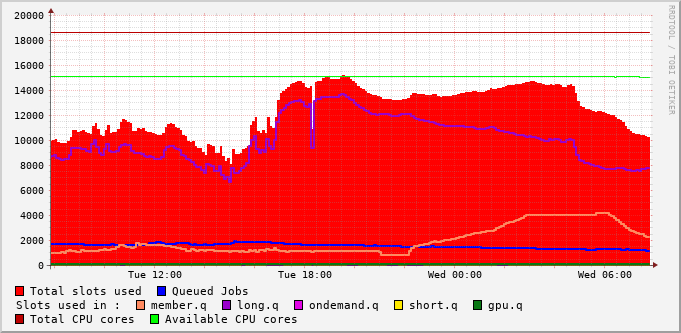 20000
18000
16000
14000
12000
10000
8000
6000
4000
2000
0
Tue 12:00 Tue 18:00 Wed 00:00 Wed 06:00
RRDTOOL / TOBI OETIKER
Total slots used Queued Jobs
Slots used in : member.q long.q ondemand.q short.q gpu.q
Total CPU cores Available CPU cores